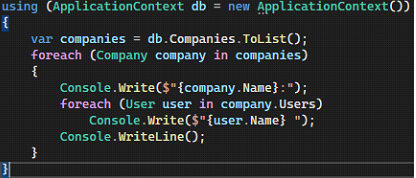 using (ApplicationContext db = new ApplicationContext())
{
    var companies = db.Companies.ToList();
    foreach (Company company in companies)
    {
        Console.Write($"{company.Name}:");
        foreach (User user in company.Users)
            Console.Write($"{user.Name} ");
        Console.WriteLine();
    }
}